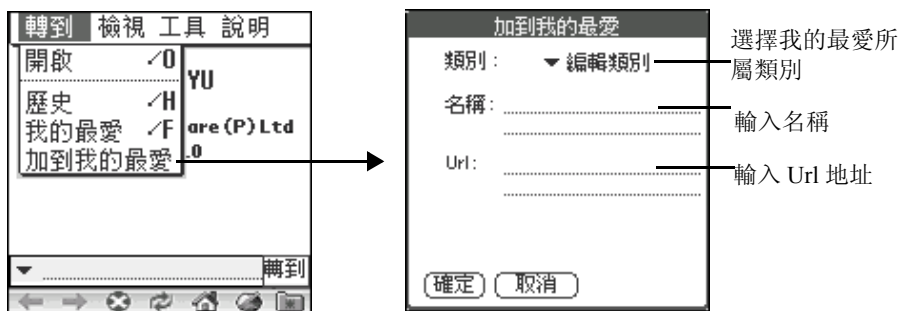 轉到 檢視 工具 說明
開啟 ∕O
YU
歷史 ∕H
我的最愛 ∕F are(P)Ltd
加到我的最愛 .0
轉到
加到我的最愛
類別： 編輯類別
名稱：
Url：
確定 取消
選擇我的最愛所
屬類別
輸入名稱
輸入 Url 地址